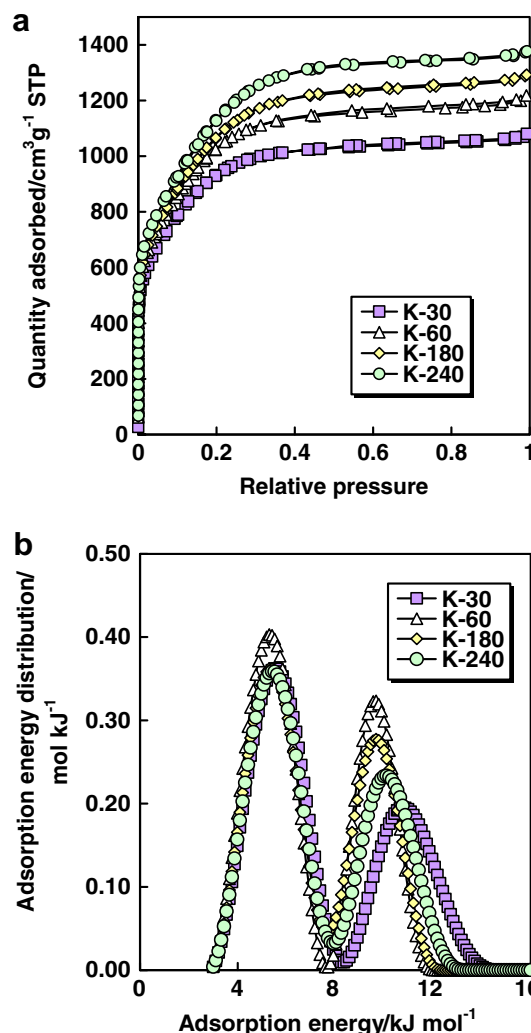 a
1400
1200
1000
800
600
400
200
0
Quantity adsorbed/cm³g⁻¹ STP
K-30
K-60
K-180
K-240
0 0.2 0.4 0.6 0.8 1
Relative pressure
b
0.50
0.40
0.30
0.20
0.10
0.00
Adsorption energy distribution/
mol kJ⁻¹
K-30
K-60
K-180
K-240
0 4 8 12 16
Adsorption energy/kJ mol⁻¹